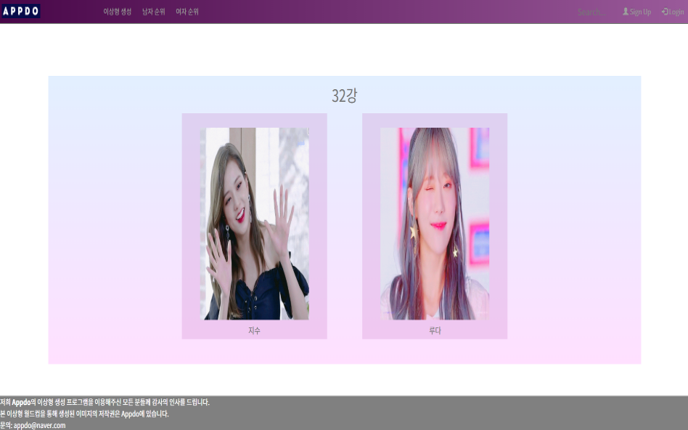 APPDO
이상형 생성 남자 순위 여자 순위
Search...
Sign Up Login
32강
지수
루다
저희 Appdo의 이상형 생성 프로그램을 이용해주신 모든 분들께 감사의 인사를 드립니다.
본 이상형 월드컵을 통해 생성된 이미지의 저작권은 Appdo에 있습니다.
문의: appdo@naver.com